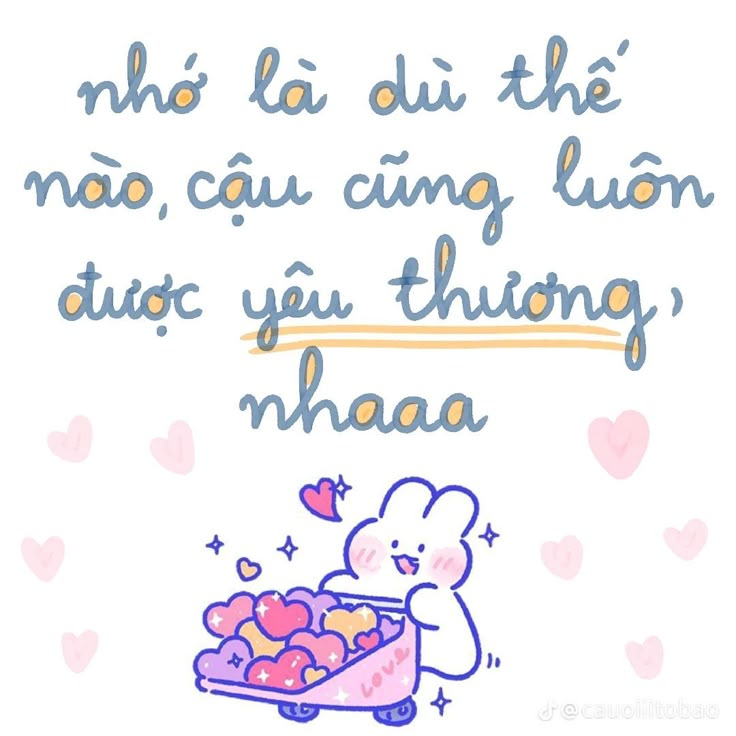 nhớ là dù thế
nào, cậu cũng luôn
được yêu thương,
nhaaa
LOVE
@cauoiiitobao